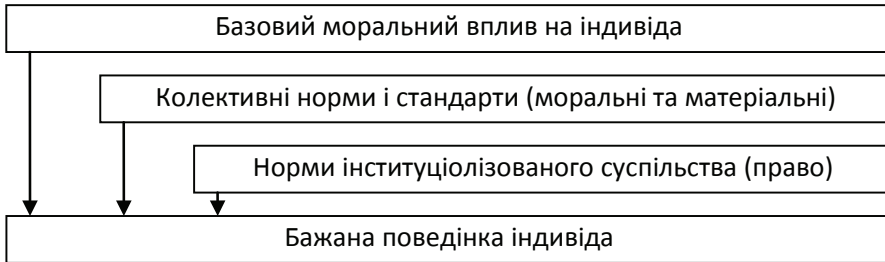 Базовий моральний вплив на індивіда
Колективні норми і стандарти (моральні та матеріальні)
Норми інституціолізованого суспільства (право)
Бажана поведінка індивіда